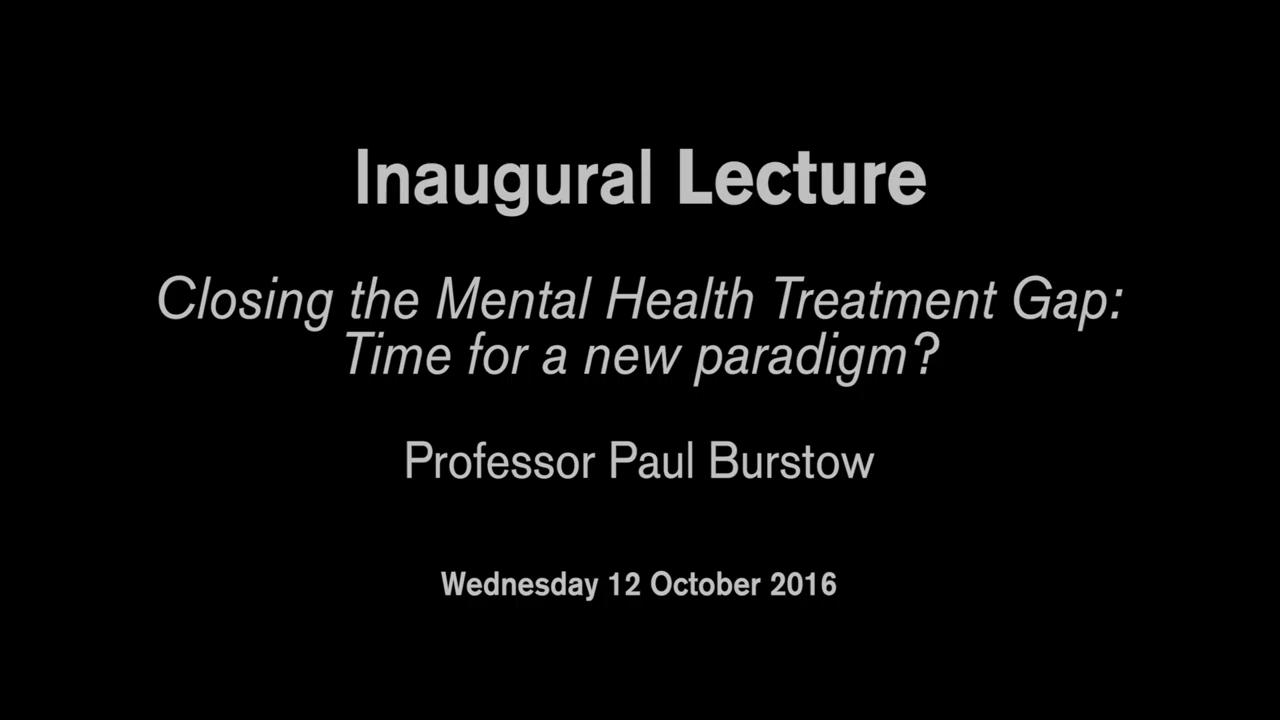 Inaugural Lecture
Closing the Mental Health Treatment Gap:
Time for a new paradigm?
Professor Paul Burstow
Wednesday 12 October 2016